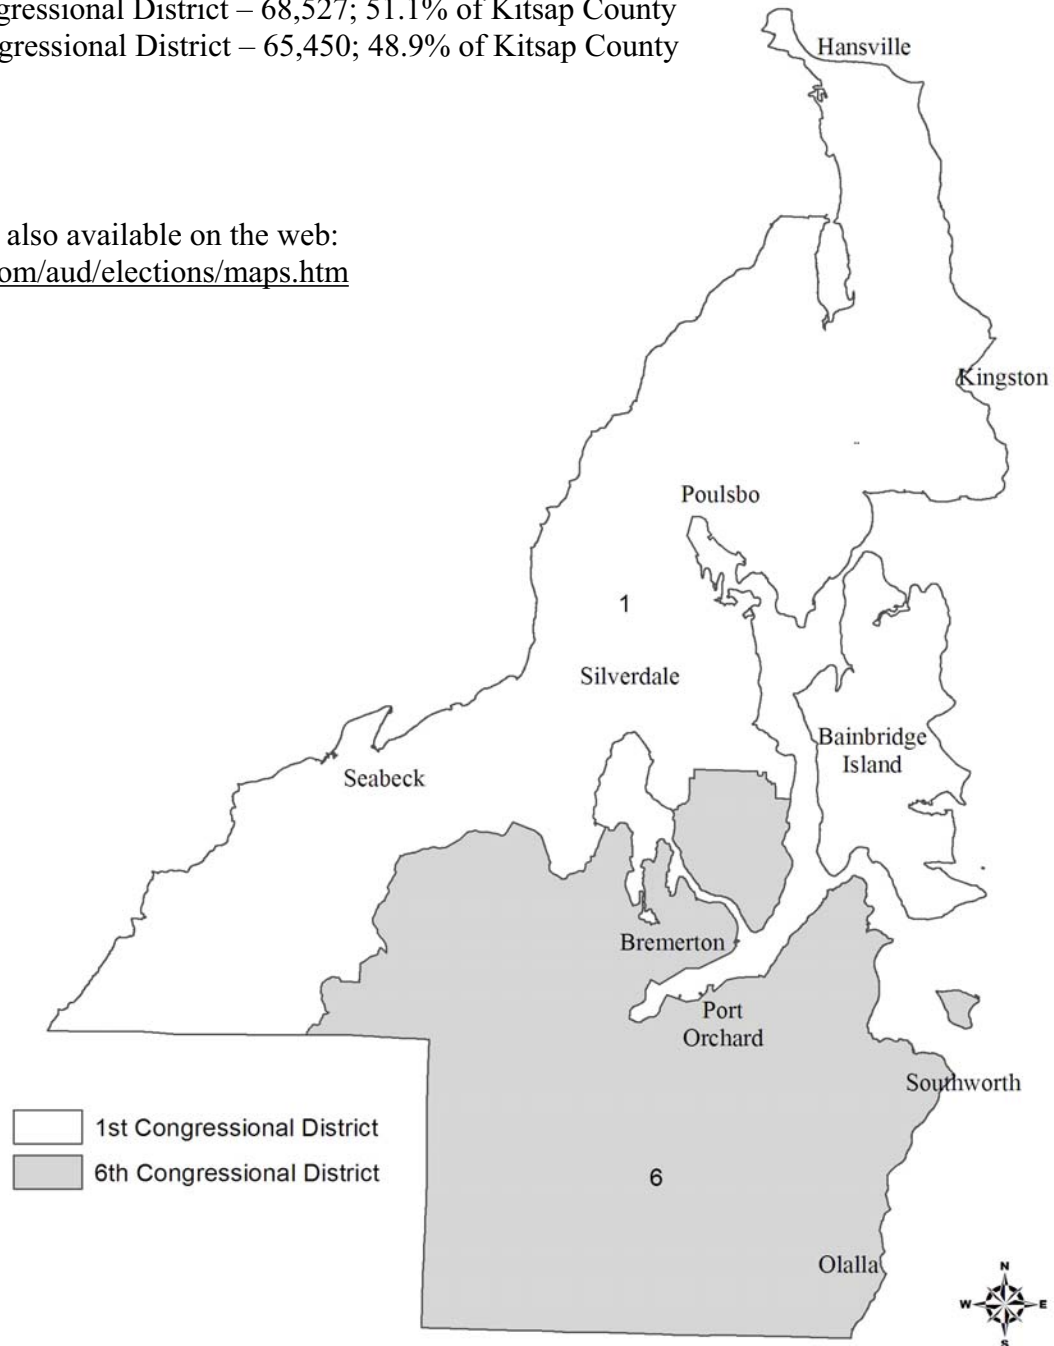 gressional District – 68,527; 51.1% of Kitsap County
gressional District – 65,450; 48.9% of Kitsap County
Hansville
also available on the web:
om/aud/elections/maps.htm
Kingston
Poulsbo
1
Silverdale
Bainbridge
Island
Seabeck
Bremerton
Port
Orchard
Southworth
1st Congressional District
6th Congressional District
6
Olalla
N
W E
S